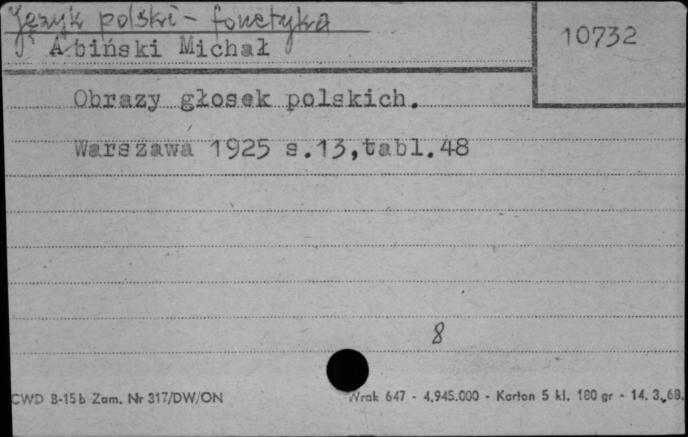 Język polski - fonetyka
Abiński Michał
10732
Obrazy głosek polskich.
Warszawa 1925 s.13,tabl.48
8
CWD B-15b Zam. Nr 317/DW/ON
Wrak 647 - 4.945.000 - Karton 5 kl. 180 gr - 14. 3. 68.